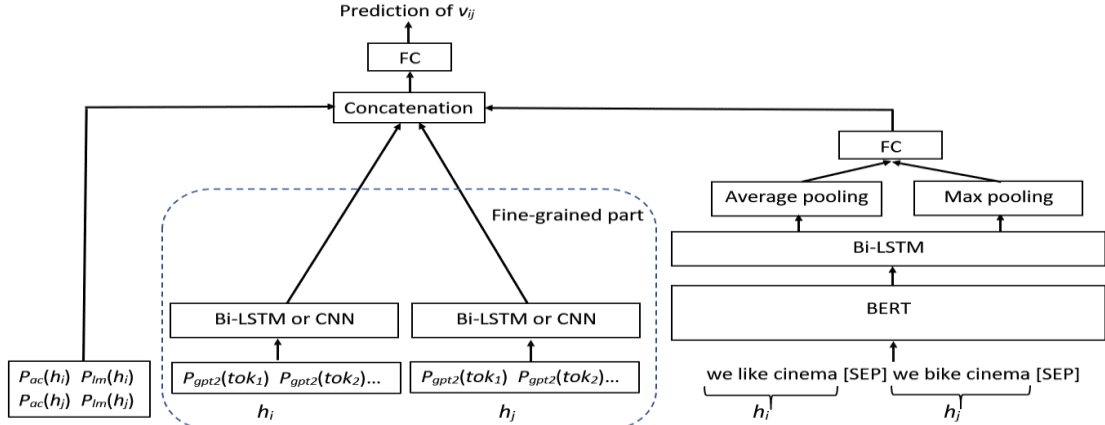 Prediction of v_ij
FC
Concatenation
FC
Average pooling
Max pooling
Fine-grained part
Bi-LSTM
Bi-LSTM or CNN
Bi-LSTM or CNN
BERT
P_ac(h_i) P_lm(h_i)
P_ac(h_j) P_lm(h_j)
P_gpt2(tok_1) P_gpt2(tok_2)...
P_gpt2(tok_1) P_gpt2(tok_2)...
we like cinema [SEP] we bike cinema [SEP]
h_i
h_j
h_i
h_j